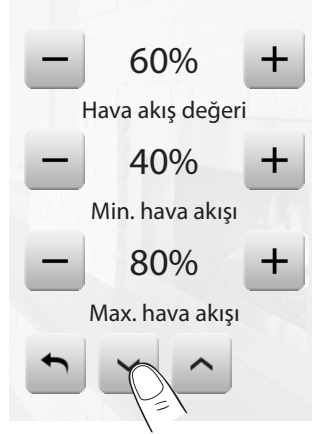 − 60% +
Hava akış değeri
− 40% +
Min. hava akışı
− 80% +
Max. hava akışı